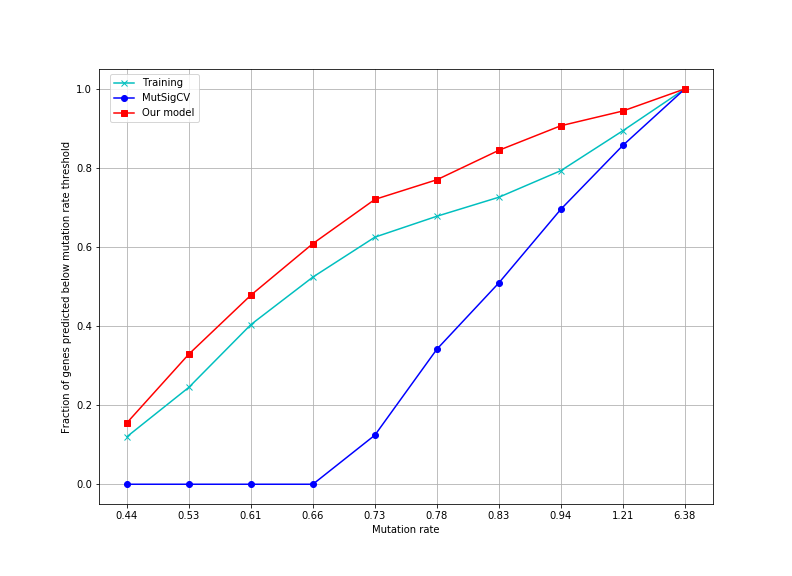 Training
MutSigCV
Our model
1.0
0.8
0.6
0.4
0.2
0.0
Fraction of genes predicted below mutation rate threshold
0.44 0.53 0.61 0.66 0.73 0.78 0.83 0.94 1.21 6.38
Mutation rate